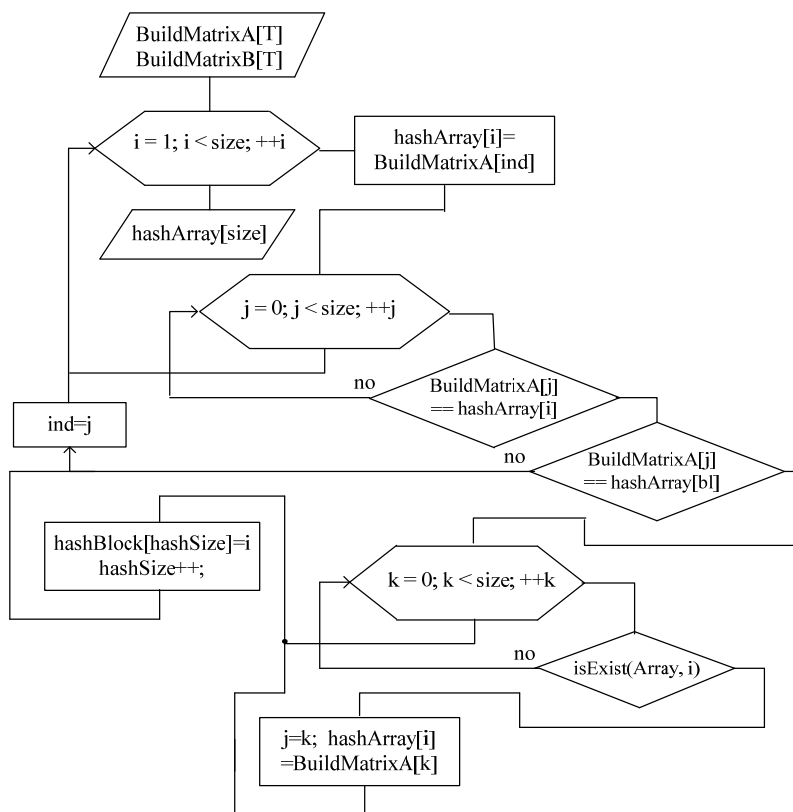 BuildMatrixA[T]
BuildMatrixB[T]
i = 1; i < size; ++i
hashArray[i]=
BuildMatrixA[ind]
hashArray[size]
j = 0; j < size; ++j
no
BuildMatrixA[j]
== hashArray[i]
ind=j
no
BuildMatrixA[j]
== hashArray[bl]
hashBlock[hashSize]=i
hashSize++;
k = 0; k < size; ++k
no
isExist(Array, i)
j=k; hashArray[i]
=BuildMatrixA[k]